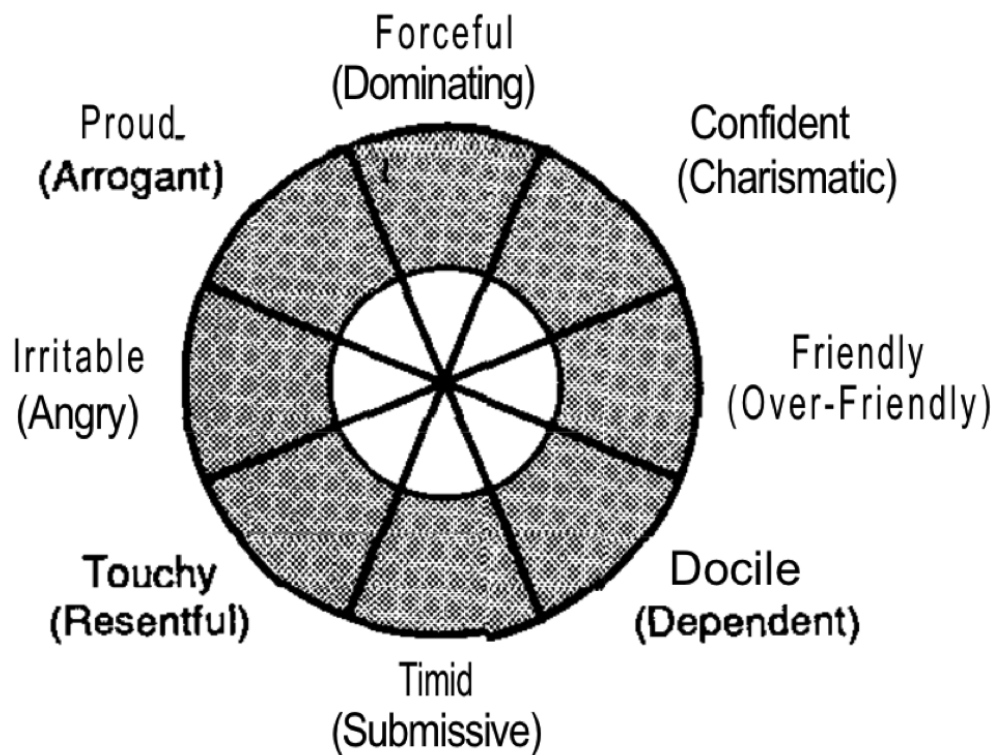 Forceful
(Dominating)
Proud
(Arrogant)
Confident
(Charismatic)
Irritable
(Angry)
Friendly
(Over-Friendly)
Touchy
(Resentful)
Docile
(Dependent)
Timid
(Submissive)